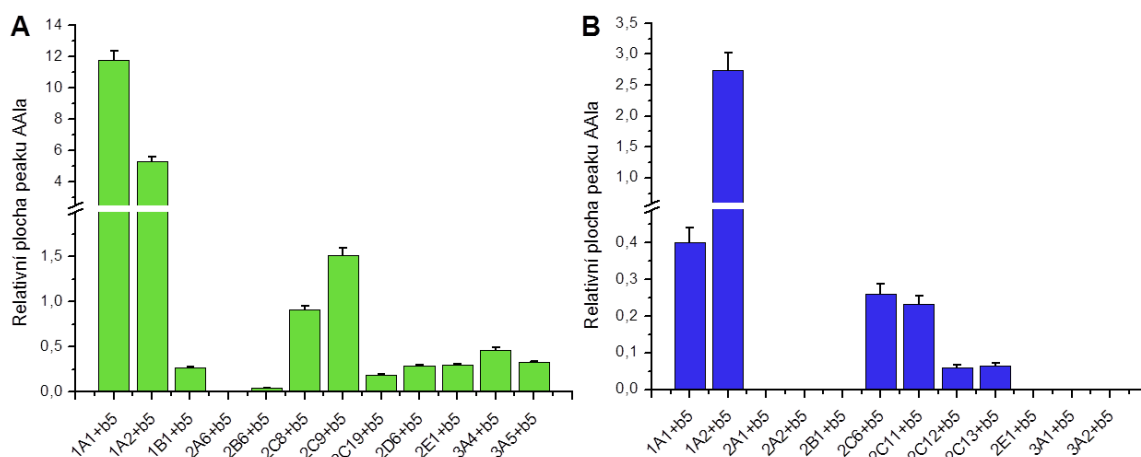 A
Relativní plocha peaku AAIa
14
12
10
8
6
4
1,5
1,0
0,5
0,0
1A1+b5
1A2+b5
1B1+b5
2A6+b5
2B6+b5
2C8+b5
2C9+b5
2C19+b5
2D6+b5
2E1+b5
3A4+b5
3A5+b5
B
Relativní plocha peaku AAIa
3,5
3,0
2,5
2,0
1,5
1,0
0,4
0,3
0,2
0,1
0,0
1A1+b5
1A2+b5
2A1+b5
2A2+b5
2B1+b5
2C6+b5
2C11+b5
2C12+b5
2C13+b5
2E1+b5
3A1+b5
3A2+b5